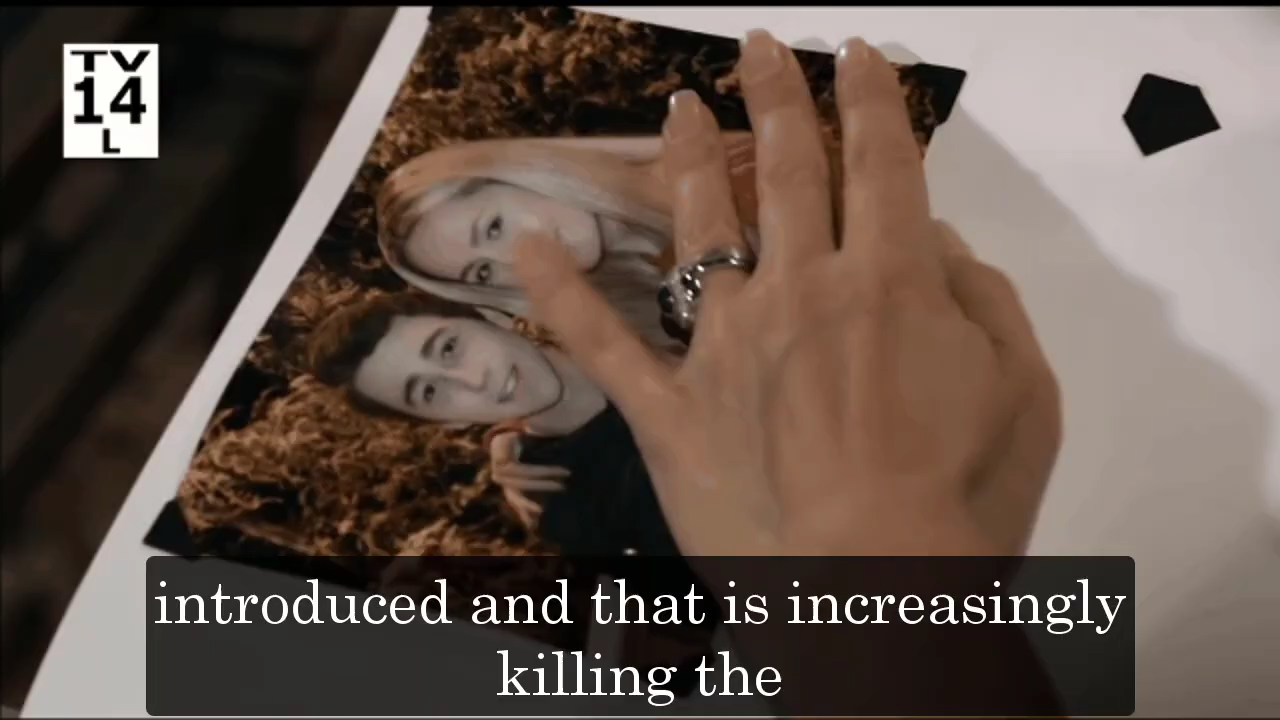 TV
14
L
introduced and that is increasingly
killing the